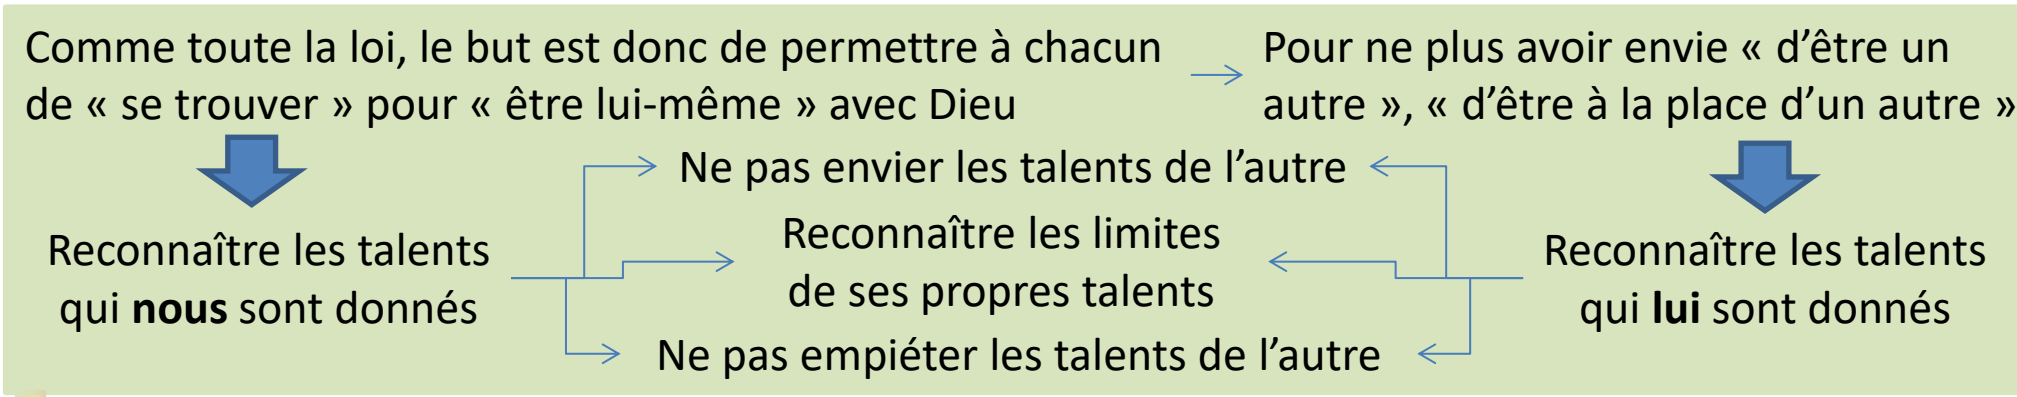 Comme toute la loi, le but est donc de permettre à chacun
de « se trouver » pour « être lui-même » avec Dieu
Pour ne plus avoir envie « d’être un
autre », « d’être à la place d’un autre »
Ne pas envier les talents de l’autre
Reconnaître les talents
qui nous sont donnés
Reconnaître les limites
de ses propres talents
Reconnaître les talents
qui lui sont donnés
Ne pas empiéter les talents de l’autre